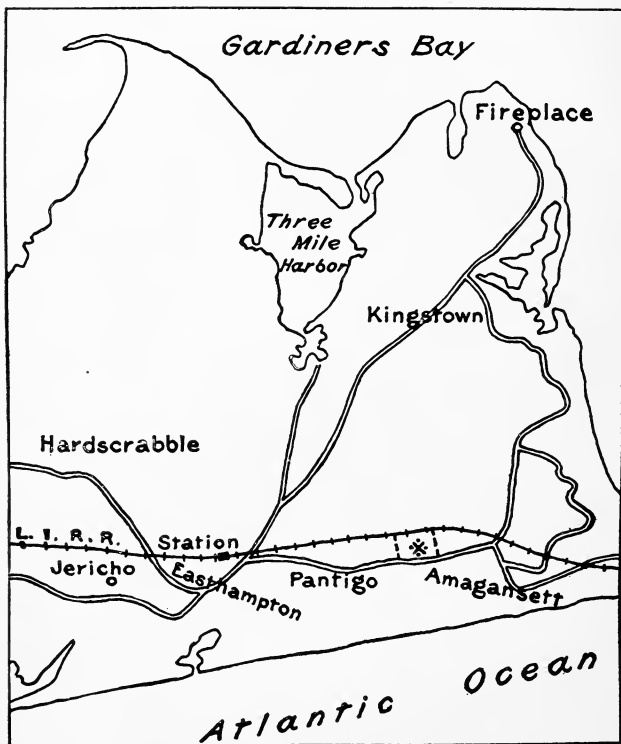 Gardiners Bay
Fireplace
Three
Mile
Harbor
Kingstown
Hardscrabble
L. I. R. R.
Station
Jericho
Easthampton
Pantigo
Amagansett
Atlantic Ocean